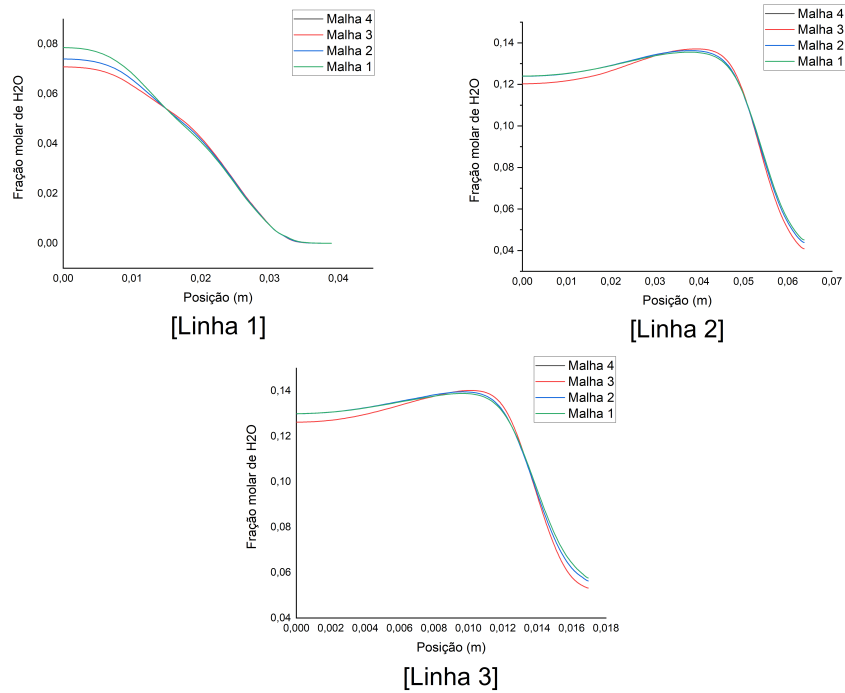 Malha 4
Malha 3
Malha 2
Malha 1
0,08
0,06
0,04
0,02
0,00
Fração molar de H2O
0,00 0,01 0,02 0,03 0,04
Posição (m)
[Linha 1]
Malha 4
Malha 3
Malha 2
Malha 1
0,14
0,12
0,10
0,08
0,06
0,04
Fração molar de H2O
0,00 0,01 0,02 0,03 0,04 0,05 0,06 0,07
Posição (m)
[Linha 2]
Malha 4
Malha 3
Malha 2
Malha 1
0,14
0,12
0,10
0,08
0,06
0,04
Fração molar de H2O
0,000 0,002 0,004 0,006 0,008 0,010 0,012 0,014 0,016 0,018
Posição (m)
[Linha 3]